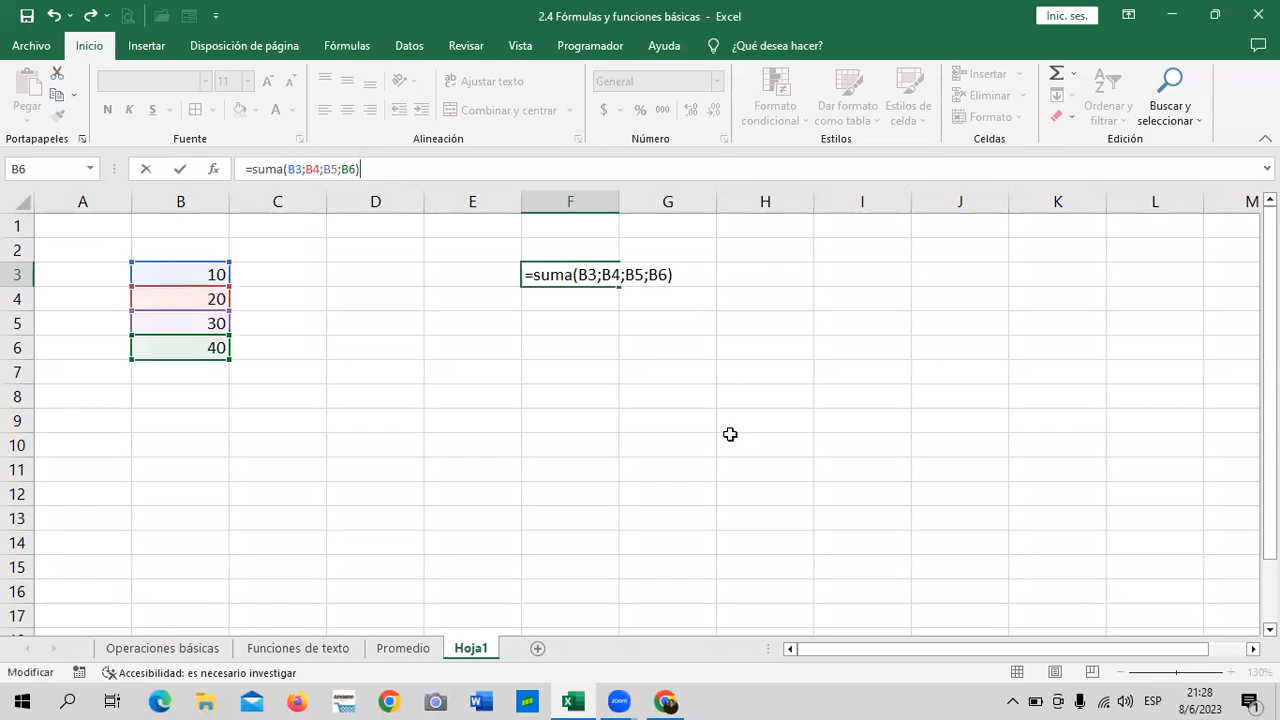 2.4 Fórmulas y funciones básicas - Excel
Inic. ses.
Archivo Inicio Insertar Disposición de página Fórmulas Datos Revisar Vista Programador Ayuda ¿Qué desea hacer?
Pegar
11
N K S
A A
A
Ajustar texto
Combinar y centrar
General
$ % 000
Formato condicional
Dar formato como tabla
Estilos de celda
Insertar
Eliminar
Formato
Ordenar y filtrar
Buscar y seleccionar
Portapapeles Fuente Alineación Número Estilos Celdas Edición
B6 fx =suma(B3;B4;B5;B6)
A B C D E F G H I J K L M
1
2
3 10 =suma(B3;B4;B5;B6)
4 20
5 30
6 40
7
8
9
10
11
12
13
14
15
16
17
Operaciones básicas Funciones de texto Promedio Hoja1
Modificar Accesibilidad: es necesario investigar 130%
ESP
21:28
8/6/2023